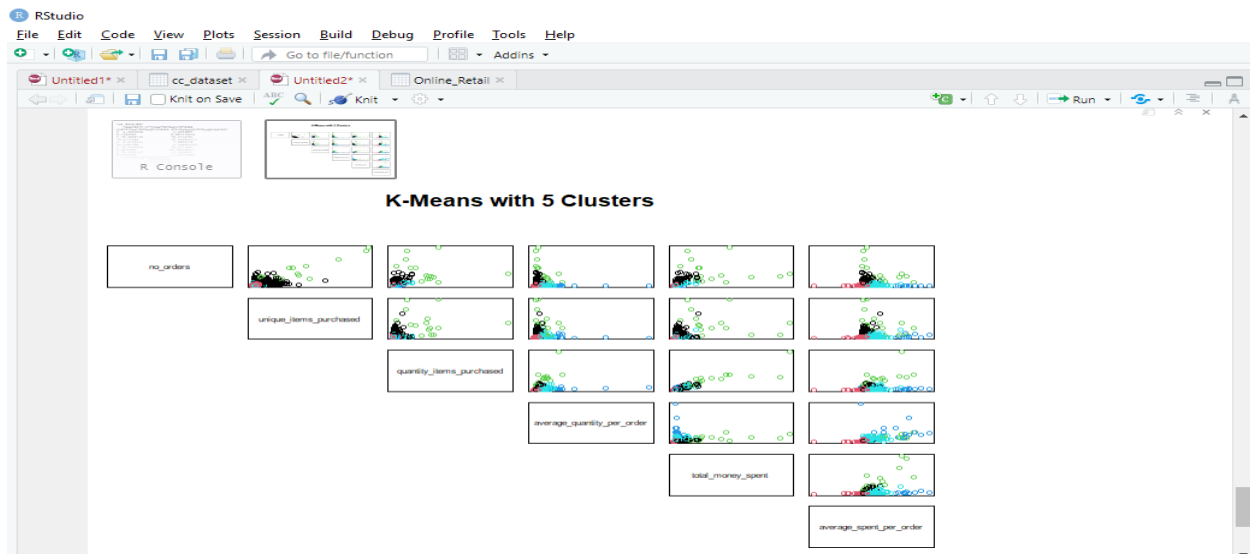 RStudio
File Edit Code View Plots Session Build Debug Profile Tools Help
Go to file/function Addins
Untitled1* cc_dataset Untitled2* Online_Retail
Knit on Save ABC Knit Run
R Console
K-Means with 5 Clusters
no_orders
unique_items_purchased
quantity_items_purchased
average_quantity_per_order
total_money_spent
average_spent_per_order